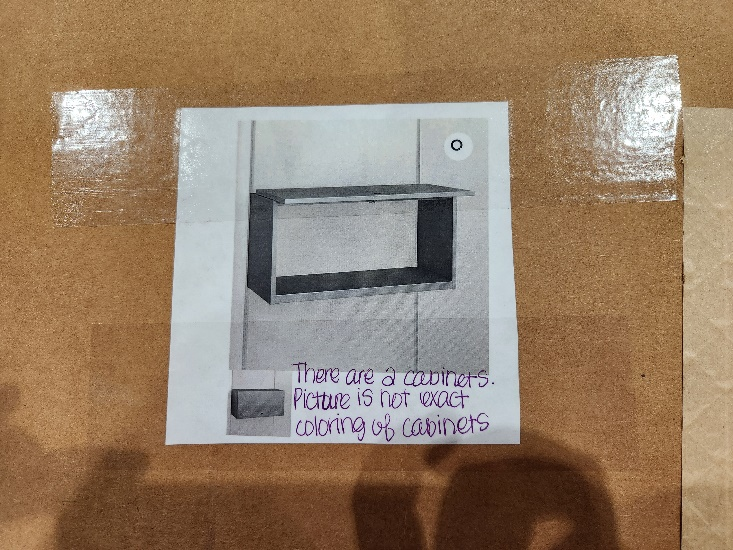 There are 2 cabinets.
Picture is not exact
coloring of cabinets